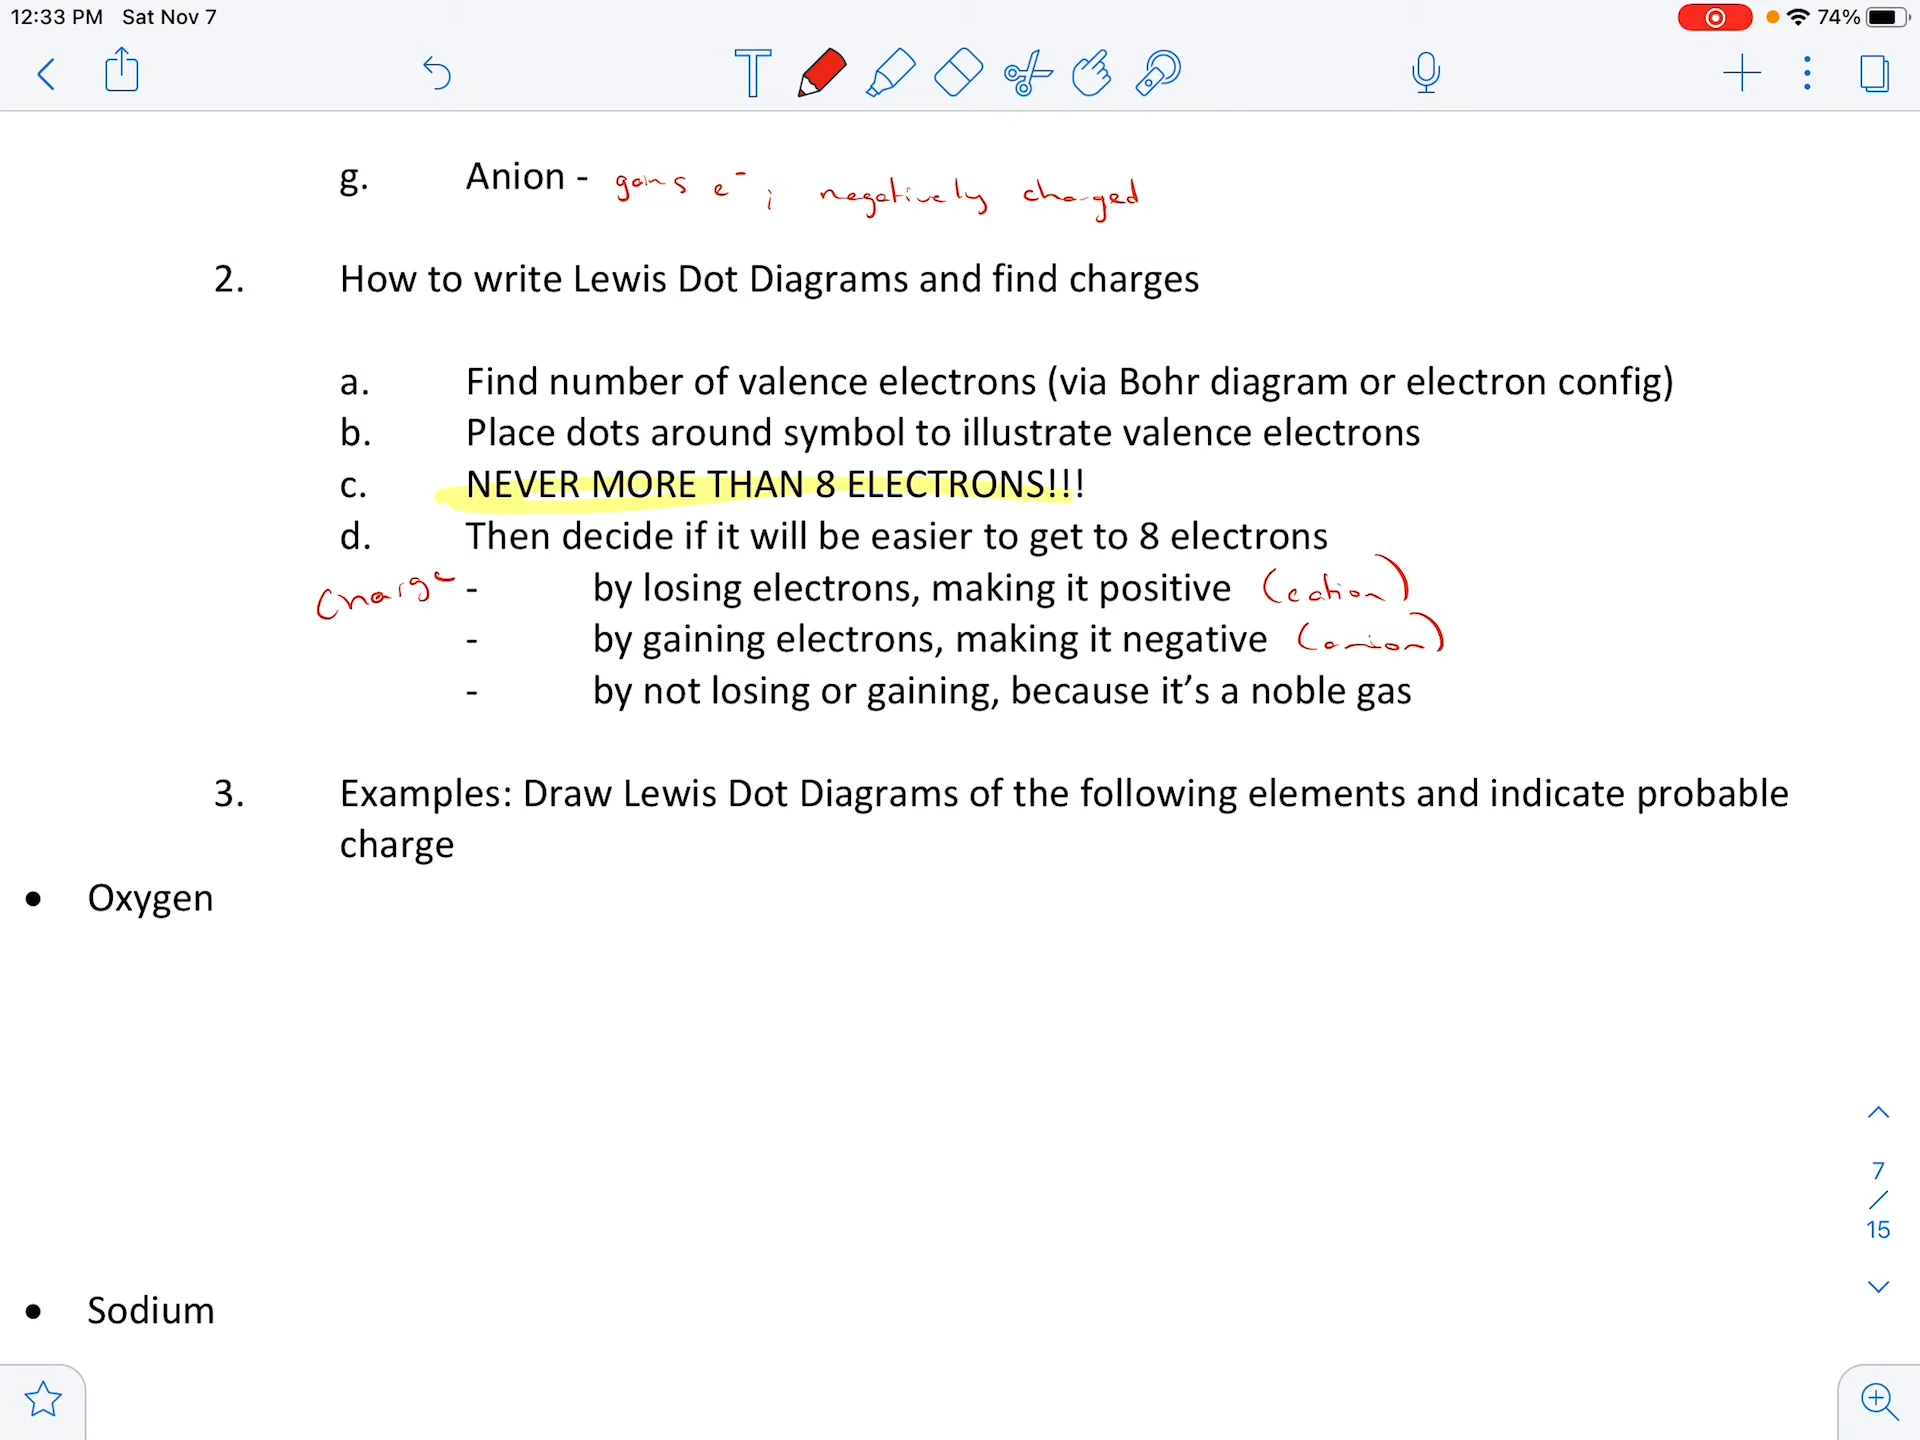 12:33 PM Sat Nov 7 74%
T
g. Anion - gains e⁻ ; negatively charged
2. How to write Lewis Dot Diagrams and find charges
a. Find number of valence electrons (via Bohr diagram or electron config)
b. Place dots around symbol to illustrate valence electrons
c. NEVER MORE THAN 8 ELECTRONS!!!
d. Then decide if it will be easier to get to 8 electrons
charge - by losing electrons, making it positive (cation)
- by gaining electrons, making it negative (anion)
- by not losing or gaining, because it’s a noble gas
3. Examples: Draw Lewis Dot Diagrams of the following elements and indicate probable
charge
• Oxygen
7
/
15
• Sodium